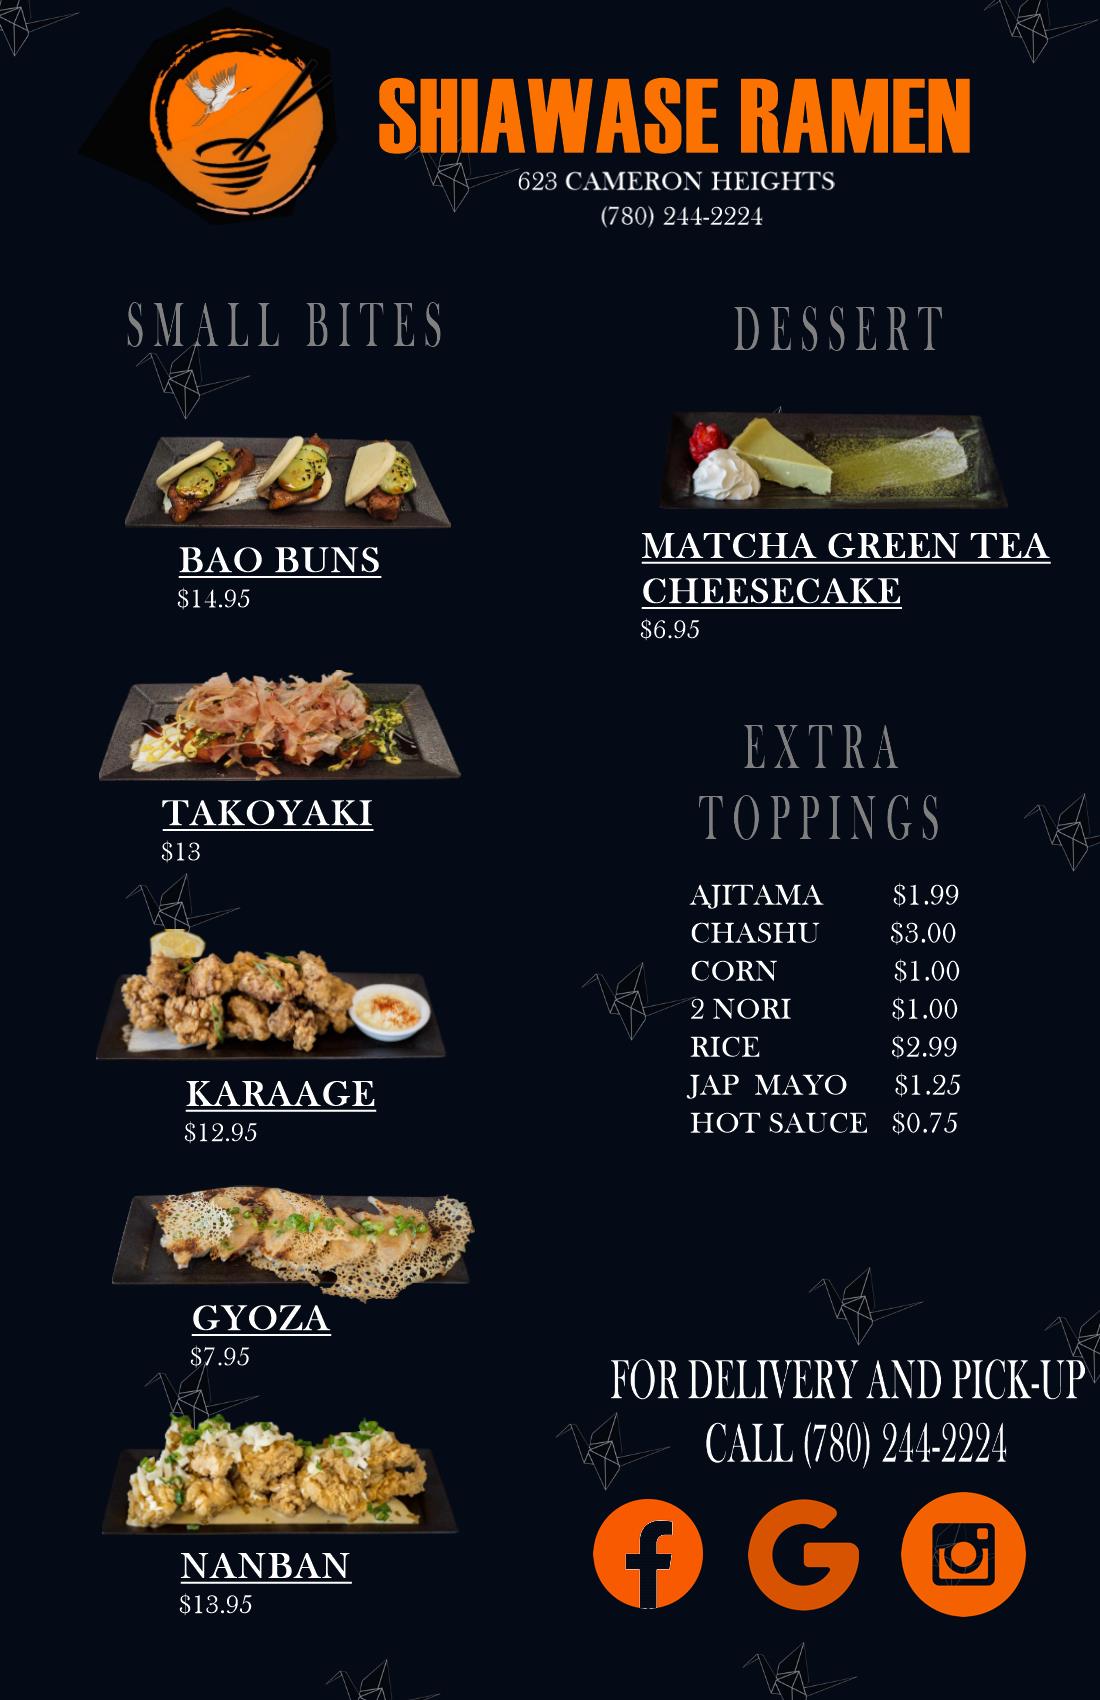 SHIAWASE RAMEN
623 CAMERON HEIGHTS
(780) 244-2224
SMALL BITES
BAO BUNS
$14.95
TAKOYAKI
$13
KARAAGE
$12.95
GYOZA
$7.95
NANBAN
$13.95
DESSERT
MATCHA GREEN TEA
CHEESECAKE
$6.95
EXTRA
TOPPINGS
AJITAMA $1.99
CHASHU $3.00
CORN $1.00
2 NORI $1.00
RICE $2.99
JAP MAYO $1.25
HOT SAUCE $0.75
FOR DELIVERY AND PICK-UP
CALL (780) 244-2224